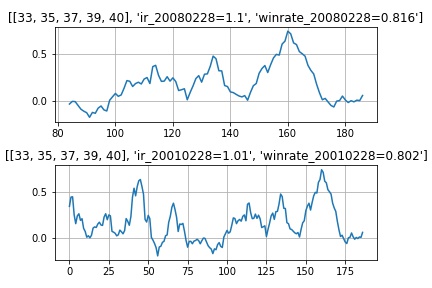 [[33, 35, 37, 39, 40], 'ir_20080228=1.1', 'winrate_20080228=0.816']
0.5
0.0
80 100 120 140 160 180
[[33, 35, 37, 39, 40], 'ir_20010228=1.01', 'winrate_20010228=0.802']
0.5
0.0
0 25 50 75 100 125 150 175